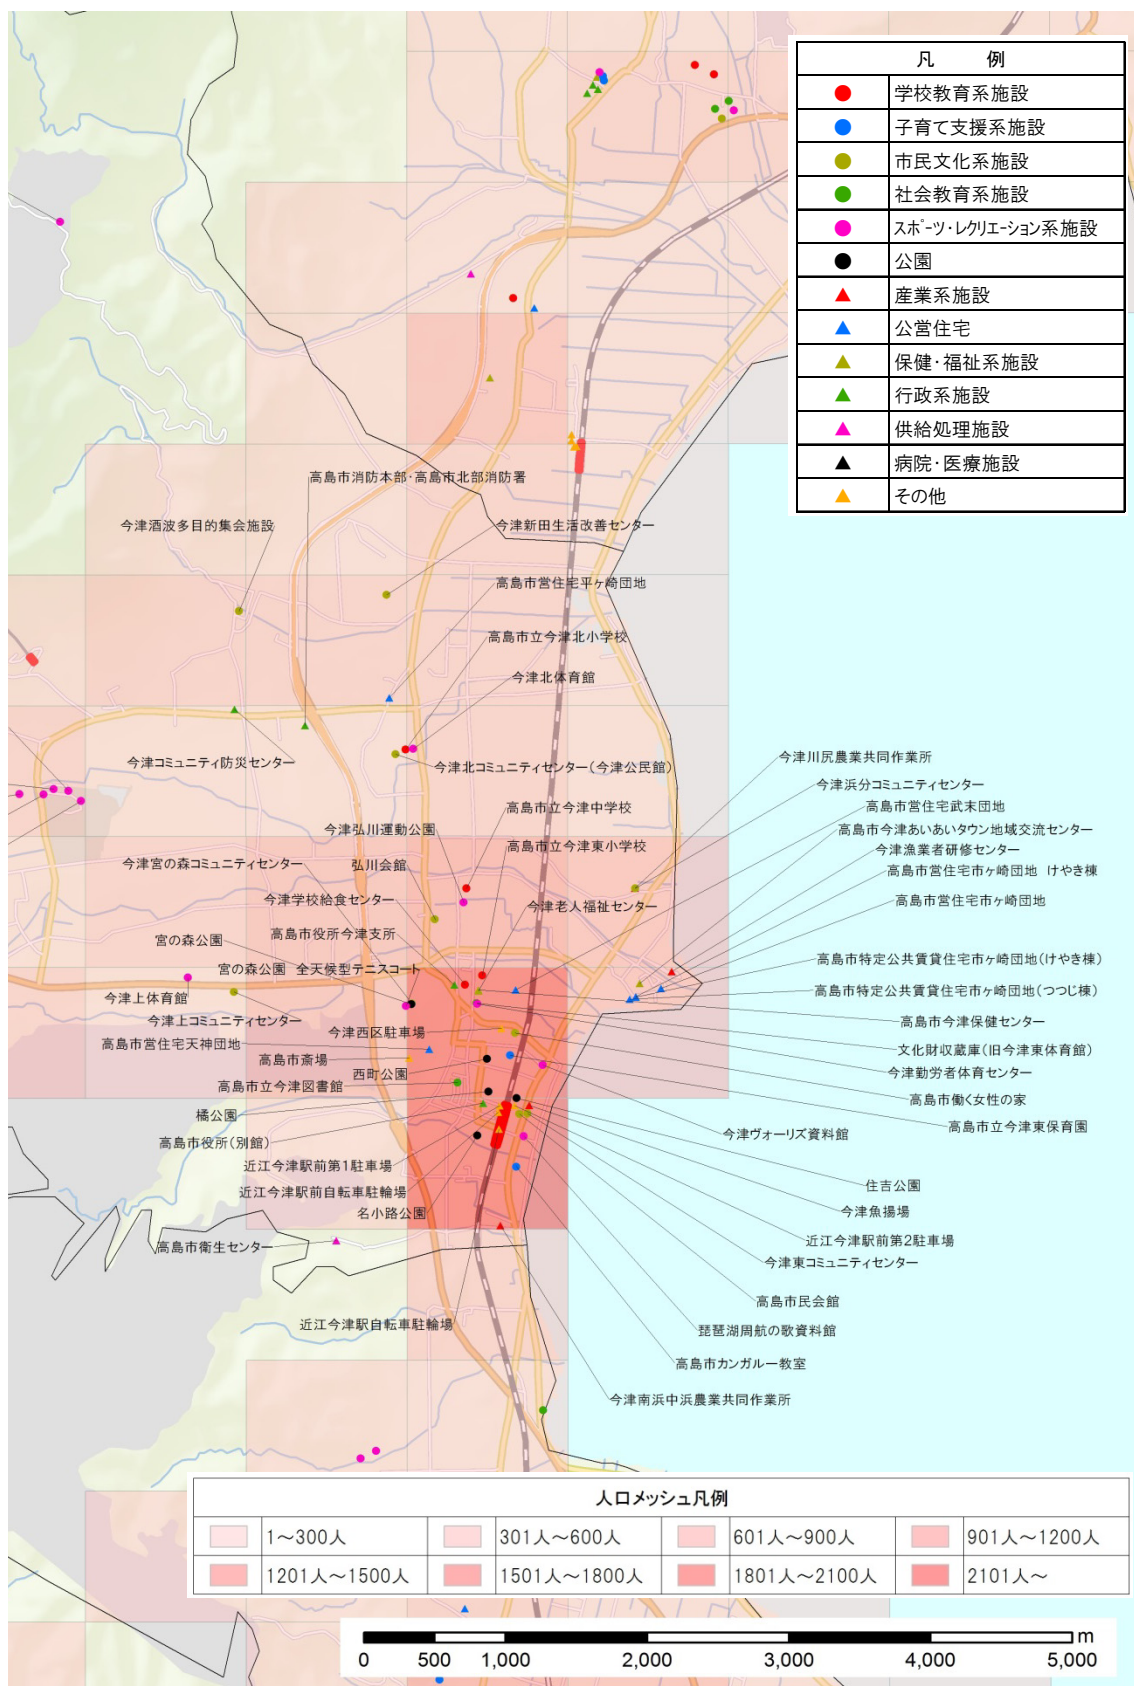 凡　例
学校教育系施設
子育て支援系施設
市民文化系施設
社会教育系施設
スポーツ・レクリエーション系施設
公園
産業系施設
公営住宅
保健・福祉系施設
行政系施設
供給処理施設
病院・医療施設
その他
高島市消防本部・高島市北部消防署
今津酒波多目的集会施設
今津新田生活改善センター
高島市営住宅平ヶ崎団地
高島市立今津北小学校
今津北体育館
今津コミュニティ防災センター
今津北コミュニティセンター(今津公民館)
今津川尻農業共同作業所
今津浜分コミュニティセンター
高島市立今津中学校
高島市営住宅武末団地
今津弘川運動公園
高島市今津あいあいタウン地域交流センター
高島市立今津東小学校
今津漁業者研修センター
今津宮の森コミュニティセンター
弘川会館
高島市営住宅市ヶ崎団地 けやき棟
今津学校給食センター
今津老人福祉センター
高島市営住宅市ヶ崎団地
高島市役所今津支所
宮の森公園
高島市特定公共賃貸住宅市ヶ崎団地(けやき棟)
宮の森公園 全天候型テニスコート
高島市特定公共賃貸住宅市ヶ崎団地(つつじ棟)
今津上体育館
今津上コミュニティセンター
高島市今津保健センター
今津西区駐車場
高島市営住宅天神団地
文化財収蔵庫(旧今津東体育館)
高島市斎場
西町公園
今津勤労者体育センター
高島市立今津図書館
高島市働く女性の家
橘公園
高島市立今津東保育園
今津ヴォーリズ資料館
高島市役所(別館)
近江今津駅前第1駐車場
住吉公園
近江今津駅前自転車駐輪場
名小路公園
今津魚揚場
近江今津駅前第2駐車場
高島市衛生センター
今津東コミュニティセンター
高島市民会館
近江今津駅自転車駐輪場
琵琶湖周航の歌資料館
高島市カンガルー教室
今津南浜中浜農業共同作業所
人口メッシュ凡例
1～300人
301人～600人
601人～900人
901人～1200人
1201人～1500人
1501人～1800人
1801人～2100人
2101人～
m
0 500 1,000 2,000 3,000 4,000 5,000